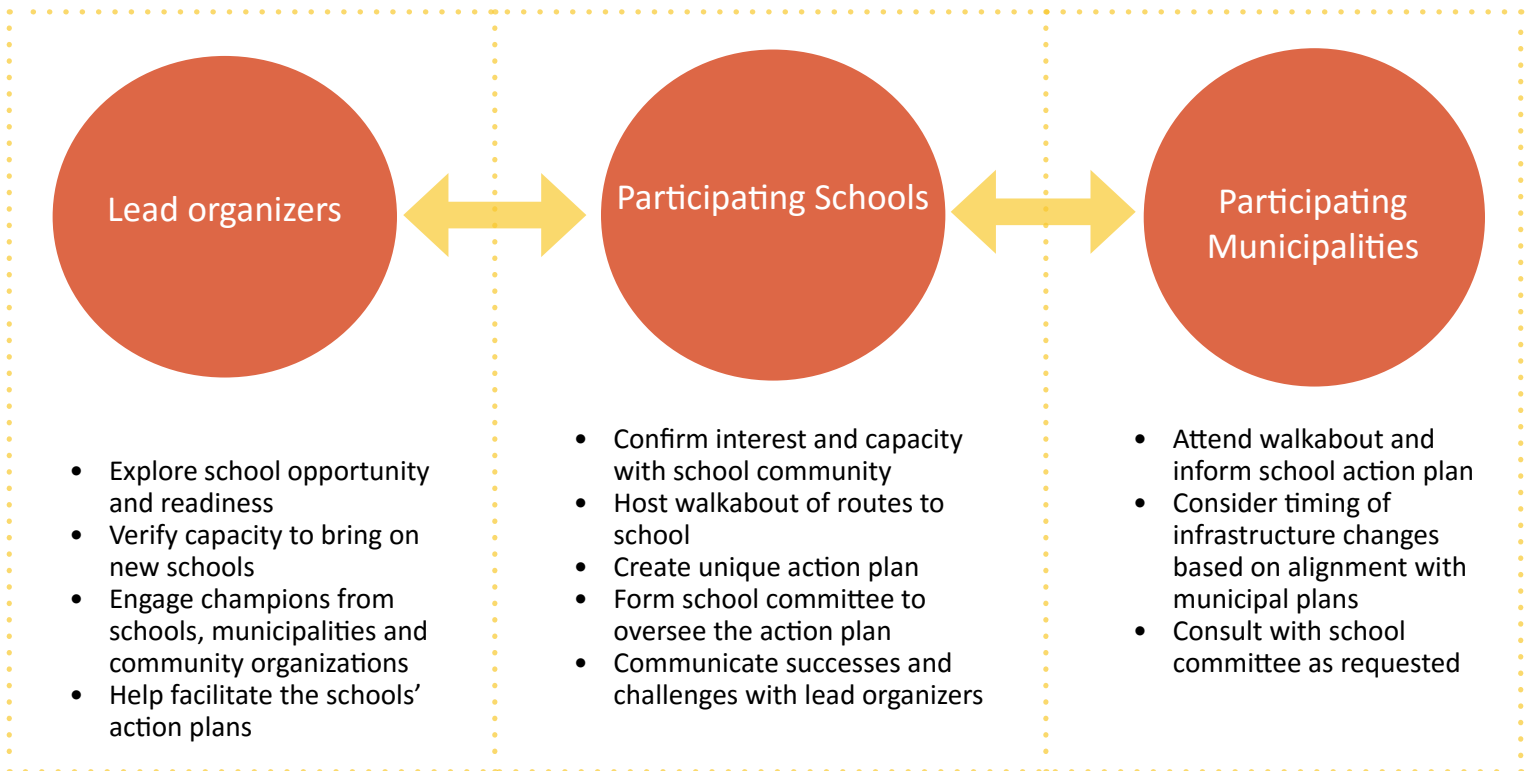 Lead organizers
• Explore school opportunity
and readiness
• Verify capacity to bring on
new schools
• Engage champions from
schools, municipalities and
community organizations
• Help facilitate the schools’
action plans
Participating Schools
• Confirm interest and capacity
with school community
• Host walkabout of routes to
school
• Create unique action plan
• Form school committee to
oversee the action plan
• Communicate successes and
challenges with lead organizers
Participating
Municipalities
• Attend walkabout and
inform school action plan
• Consider timing of
infrastructure changes
based on alignment with
municipal plans
• Consult with school
committee as requested